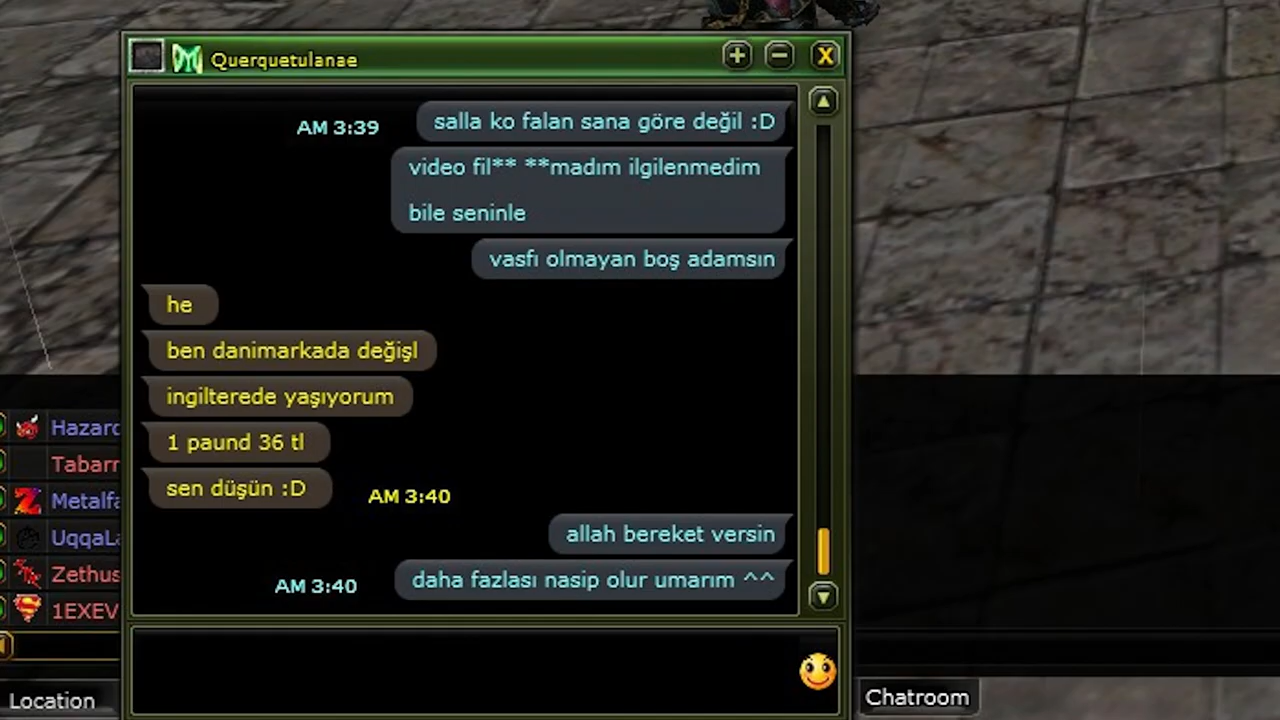 Querquetulanae
AM 3:39
salla ko falan sana göre değil :D
video fil** **madım ilgilenmedim
bile seninle
vasfı olmayan boş adamsın
he
ben danimarkada değişl
ingilterede yaşıyorum
1 paund 36 tl
sen düşün :D
AM 3:40
allah bereket versin
daha fazlası nasip olur umarım ^^
AM 3:40
Hazard
Tabarr
Metalfa
UqqaLa
Zethus
1EXEV
Location
Chatroom